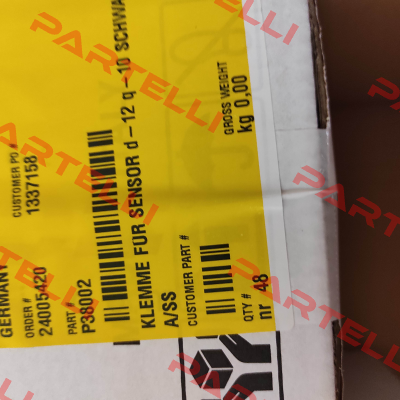 GERMANY
ORDER #
24005420
CUSTOMER PO #
1337158
PART
P38002
KLEMME FÜR SENSOR d-12 q-10 SCHWA
A/SS
CUSTOMER PART #
GROSS WEIGHT
kg 0,00
QTY #
nr 48
PARTELLI
PARTELLI
PARTELLI
PARTELLI
PARTELLI